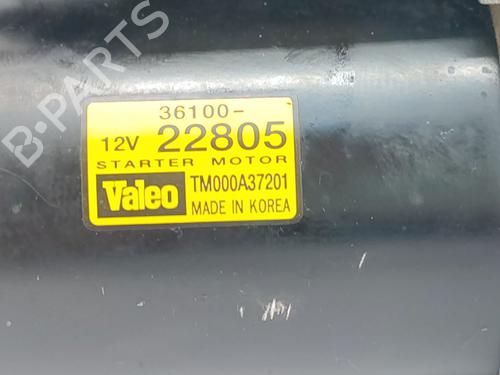 B-PARTS
36100-
12V 22805
STARTER MOTOR
Valeo TM000A37201
MADE IN KOREA